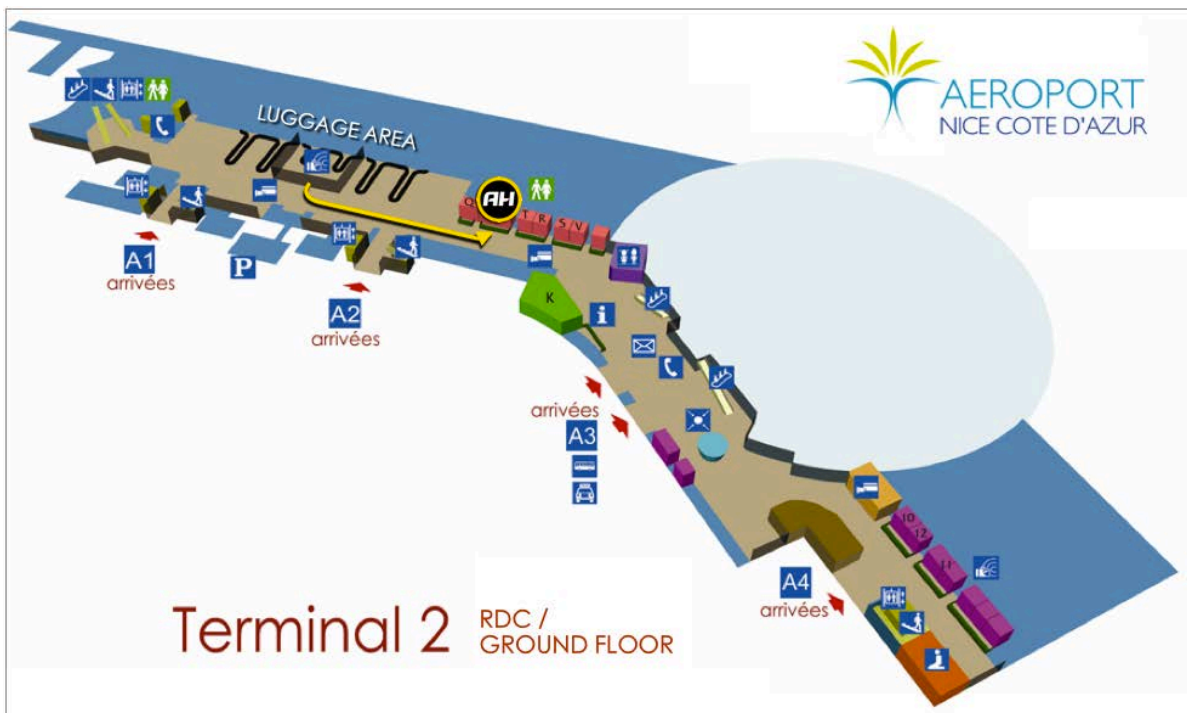 AEROPORT
NICE COTE D'AZUR
LUGGAGE AREA
Q
AH
T R
S V
A1
arrivées
P
A2
arrivées
K
i
arrivées
A3
10
12
11
A4
arrivées
Terminal 2
RDC /
GROUND FLOOR